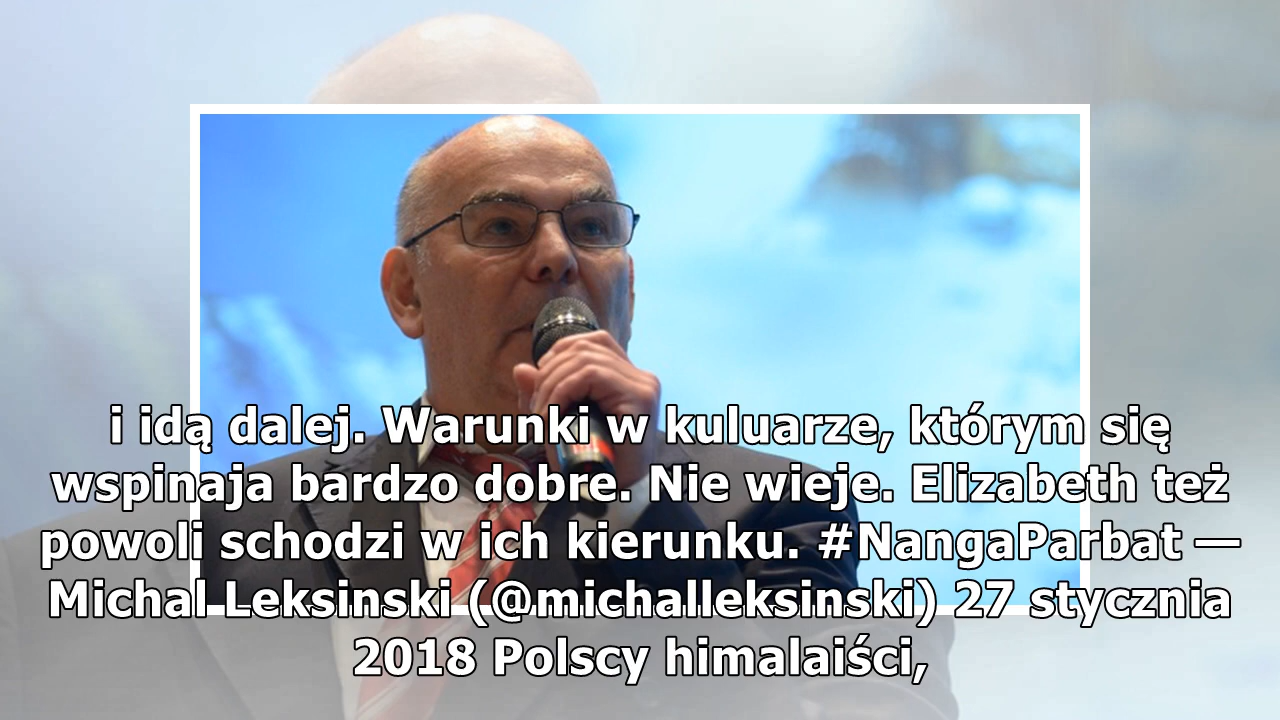 i idą dalej. Warunki w kuluarze, którym się
wspinaja bardzo dobre. Nie wieje. Elizabeth też
powoli schodzi w ich kierunku. #NangaParbat —
Michal Leksinski (@michalleksinski) 27 stycznia
2018 Polscy himalaiści,